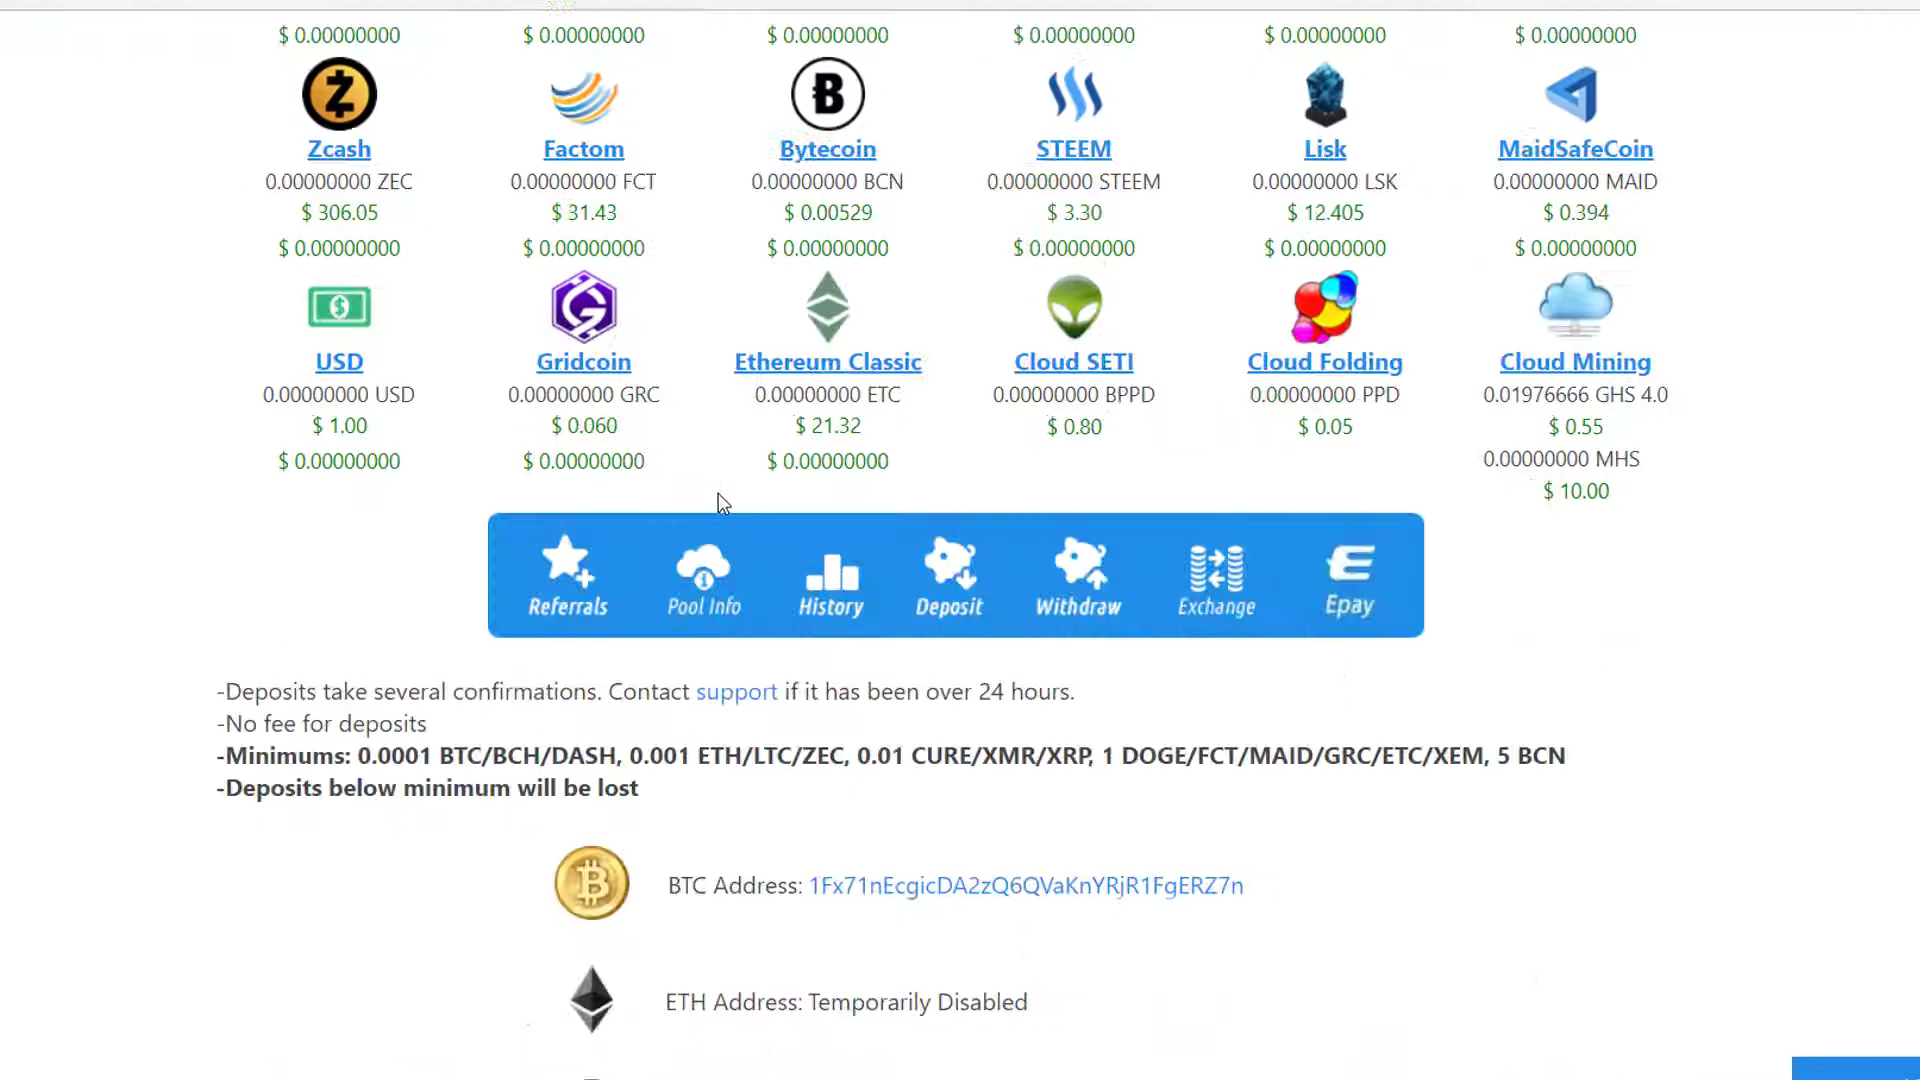 $ 0.00000000 $ 0.00000000 $ 0.00000000 $ 0.00000000 $ 0.00000000 $ 0.00000000
Zcash Factom Bytecoin STEEM Lisk MaidSafeCoin
0.00000000 ZEC 0.00000000 FCT 0.00000000 BCN 0.00000000 STEEM 0.00000000 LSK 0.00000000 MAID
$ 306.05 $ 31.43 $ 0.00529 $ 3.30 $ 12.405 $ 0.394
$ 0.00000000 $ 0.00000000 $ 0.00000000 $ 0.00000000 $ 0.00000000 $ 0.00000000
USD Gridcoin Ethereum Classic Cloud SETI Cloud Folding Cloud Mining
0.00000000 USD 0.00000000 GRC 0.00000000 ETC 0.00000000 BPPD 0.00000000 PPD 0.01976666 GHS 4.0
$ 1.00 $ 0.060 $ 21.32 $ 0.80 $ 0.05 $ 0.55
$ 0.00000000 $ 0.00000000 $ 0.00000000 0.00000000 MHS
$ 10.00
Referrals Pool Info History Deposit Withdraw Exchange Epay
-Deposits take several confirmations. Contact support if it has been over 24 hours.
-No fee for deposits
-Minimums: 0.0001 BTC/BCH/DASH, 0.001 ETH/LTC/ZEC, 0.01 CURE/XMR/XRP, 1 DOGE/FCT/MAID/GRC/ETC/XEM, 5 BCN
-Deposits below minimum will be lost
BTC Address: 1Fx71nEcgicDA2zQ6QVaKnYRjR1FgERZ7n
ETH Address: Temporarily Disabled